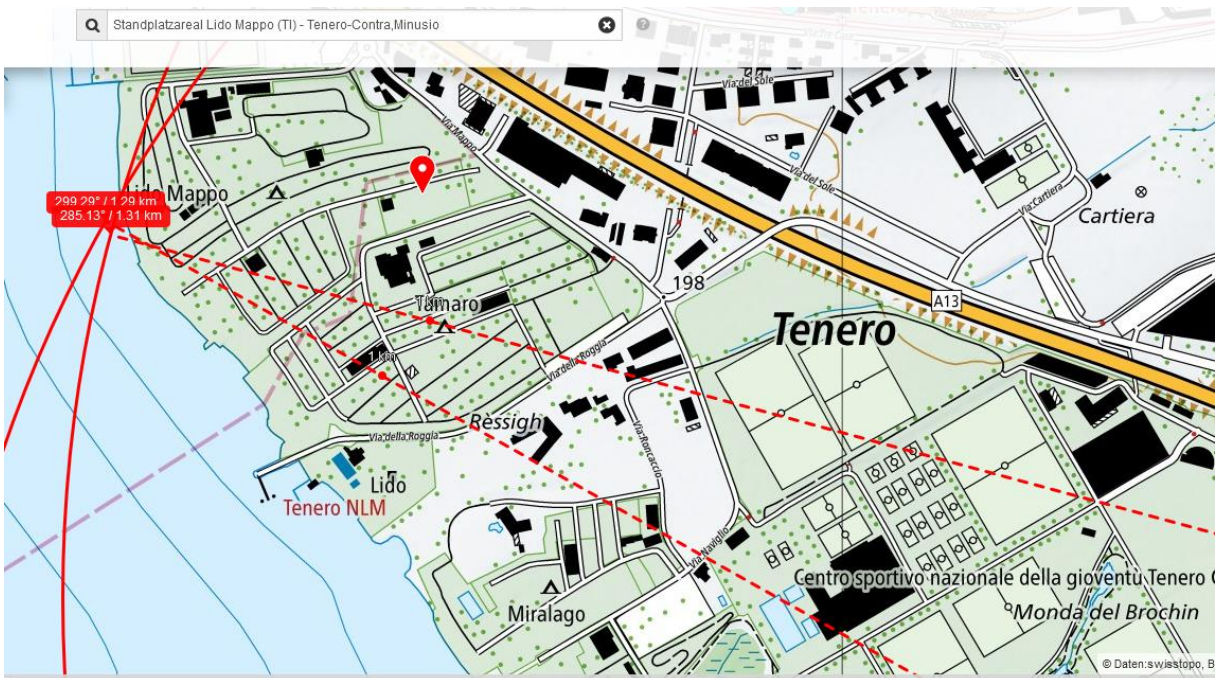 Standplatzareal Lido Mappo (TI) - Tenero-Contra,Minusio
Via del Sole
Via Mappo
Via del Sole
Lido Mappo
299.29° / 1.29 km
285.13° / 1.31 km
Via Cartiera
Cartiera
198
A13
Tamaro
Tenero
1 km
Via della Roggia
Rèssigh
Via della Roggia
Via Roncaccio
Lido
Tenero NLM
Via Naviglio
Centro sportivo nazionale della gioventù Tenero
Miralago
Monda del Brochin
© Daten:swisstopo, B